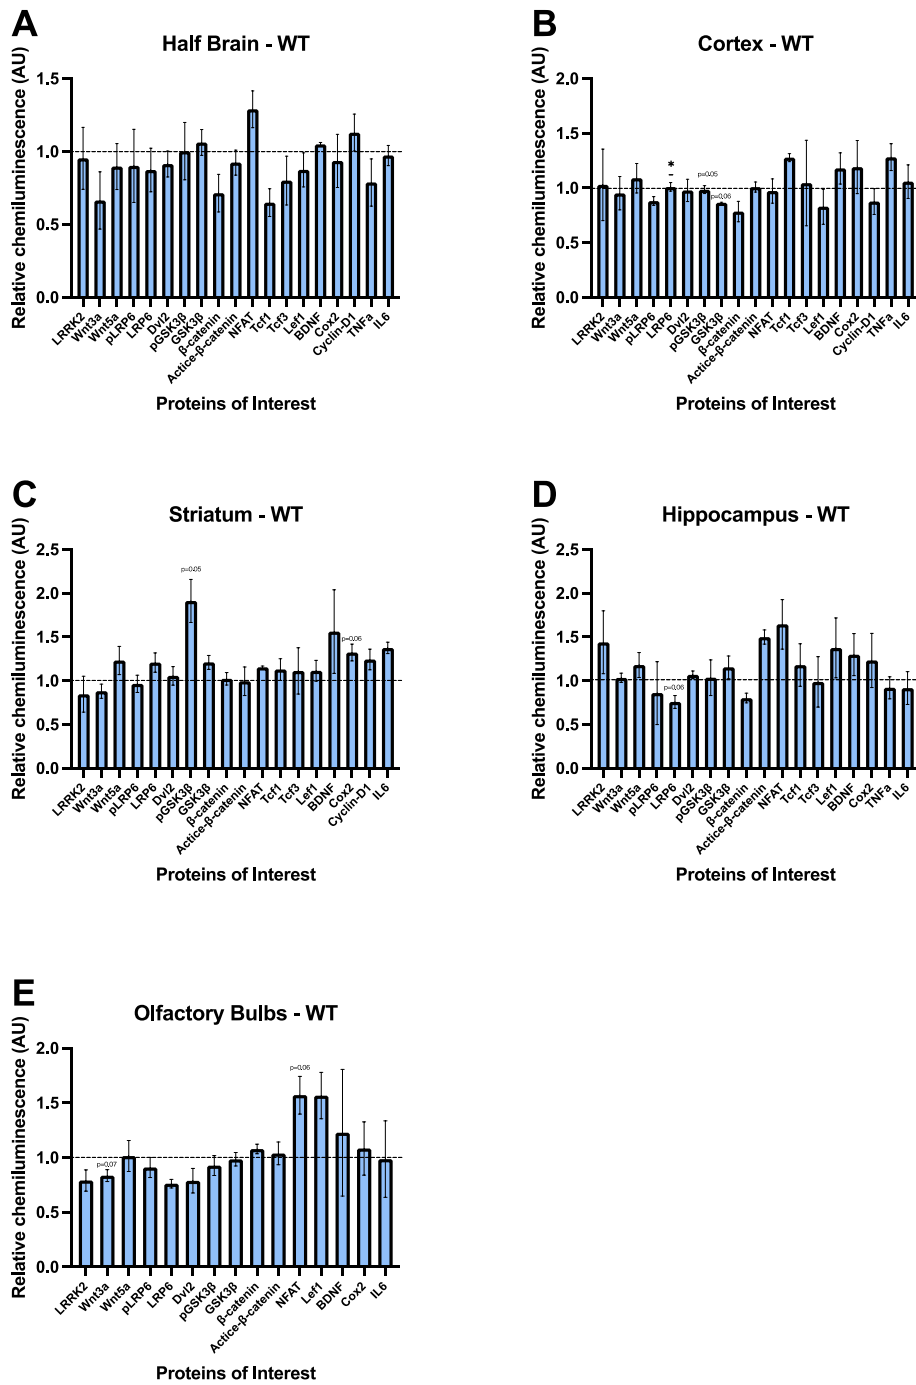 A
Half Brain - WT
Relative chemiluminescence (AU)
1.5
1.0
0.5
0.0
LRRK2
Wnt3a
Wnt5a
pLRP6
LRP6
Dvl2
pGSK3β
GSK3β
β-catenin
Actice-β-catenin
NFAT
Tcf1
Tcf3
Lef1
BDNF
Cox2
Cyclin-D1
TNFa
IL6
Proteins of Interest
B
Cortex - WT
Relative chemiluminescence (AU)
2.0
1.5
1.0
0.5
0.0
*
p=0.05
p=0.06
LRRK2
Wnt3a
Wnt5a
pLRP6
LRP6
Dvl2
pGSK3β
GSK3β
β-catenin
Actice-β-catenin
NFAT
Tcf1
Tcf3
Lef1
BDNF
Cox2
Cyclin-D1
TNFa
IL6
Proteins of Interest
C
Striatum - WT
Relative chemiluminescence (AU)
2.5
2.0
1.5
1.0
0.5
0.0
p=0.05
p=0.06
LRRK2
Wnt3a
Wnt5a
pLRP6
LRP6
Dvl2
pGSK3β
GSK3β
β-catenin
Actice-β-catenin
NFAT
Tcf1
Tcf3
Lef1
BDNF
Cox2
Cyclin-D1
IL6
Proteins of Interest
D
Hippocampus - WT
Relative chemiluminescence (AU)
2.5
2.0
1.5
1.0
0.5
0.0
p=0.06
LRRK2
Wnt3a
Wnt5a
pLRP6
LRP6
Dvl2
pGSK3β
GSK3β
β-catenin
Actice-β-catenin
NFAT
Tcf1
Tcf3
Lef1
BDNF
Cox2
TNFa
IL6
Proteins of Interest
E
Olfactory Bulbs - WT
Relative chemiluminescence (AU)
2.0
1.5
1.0
0.5
0.0
p=0.07
p=0.06
LRRK2
Wnt3a
Wnt5a
pLRP6
LRP6
Dvl2
pGSK3β
GSK3β
β-catenin
Actice-β-catenin
NFAT
Lef1
BDNF
Cox2
IL6
Proteins of Interest